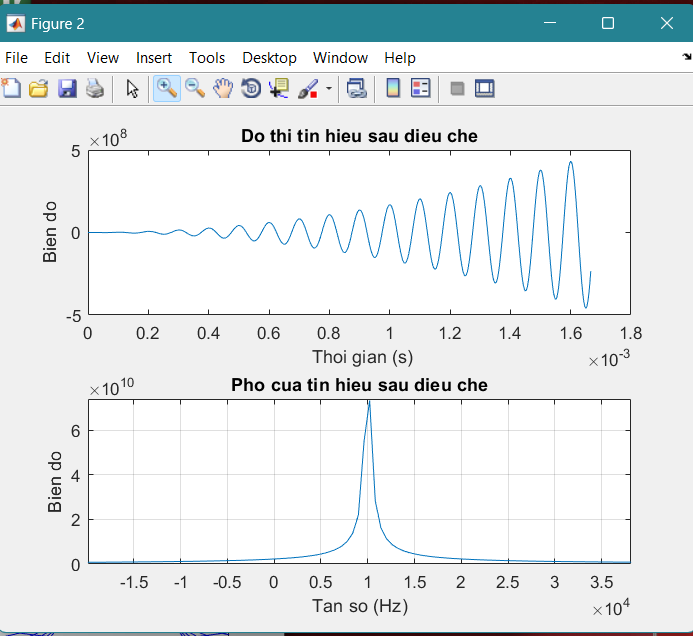 Figure 2
File Edit View Insert Tools Desktop Window Help
×10^8
Do thi tin hieu sau dieu che
5
0
-5
Bien do
0 0.2 0.4 0.6 0.8 1 1.2 1.4 1.6 1.8
Thoi gian (s)
×10^-3
×10^10
Pho cua tin hieu sau dieu che
6
4
2
0
Bien do
-1.5 -1 -0.5 0 0.5 1 1.5 2 2.5 3 3.5
Tan so (Hz)
×10^4